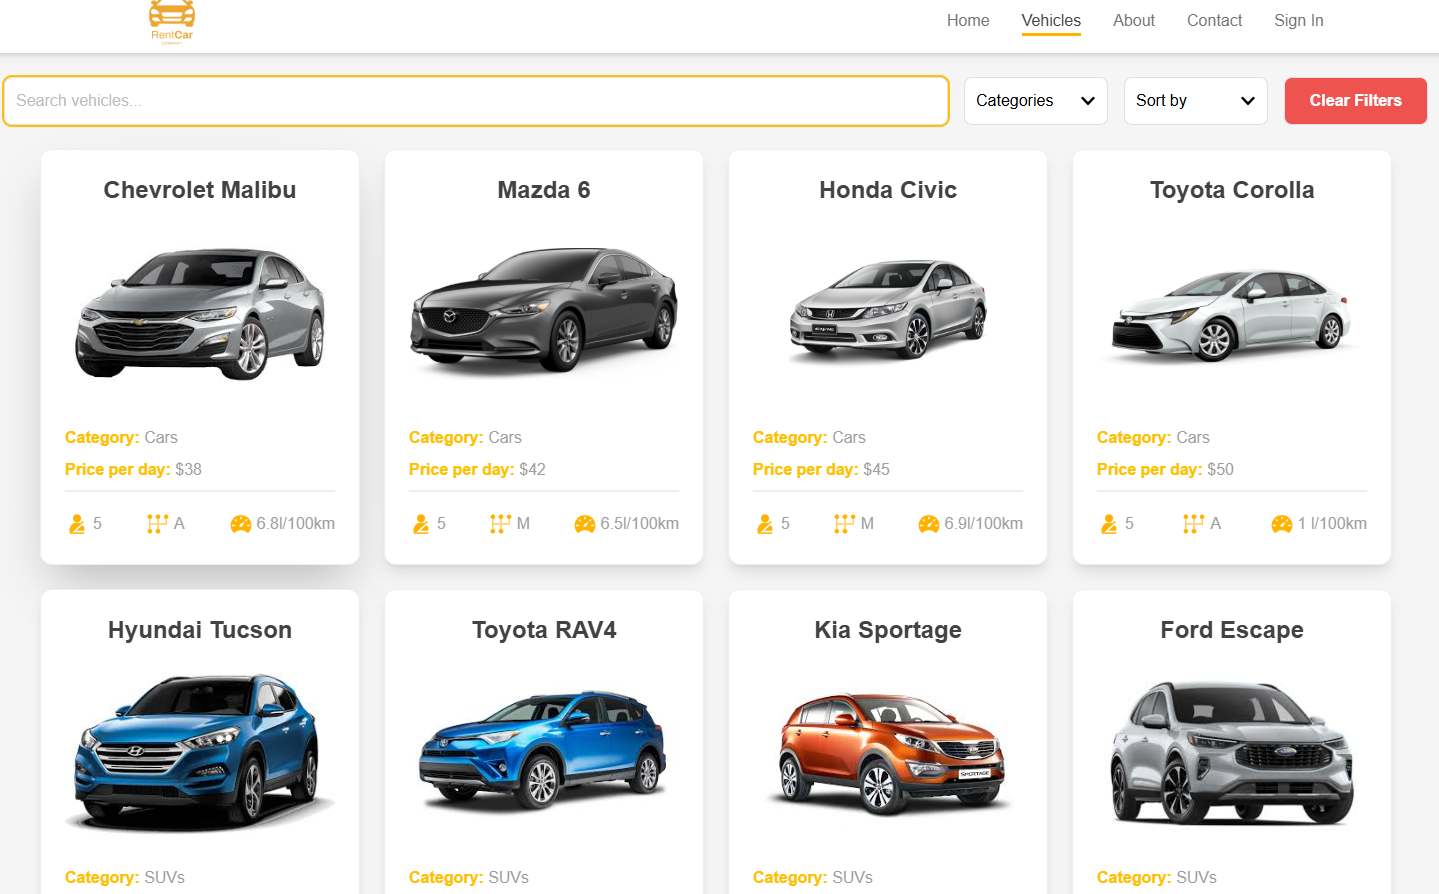 RentCar
COMPANY
Home Vehicles About Contact Sign In
Search vehicles... Categories Sort by Clear Filters
Chevrolet Malibu Mazda 6 Honda Civic Toyota Corolla
CIVIC
Category: Cars Category: Cars Category: Cars Category: Cars
Price per day: $38 Price per day: $42 Price per day: $45 Price per day: $50
5 A 6.8l/100km 5 M 6.5l/100km 5 M 6.9l/100km 5 A 1 l/100km
Hyundai Tucson Toyota RAV4 Kia Sportage Ford Escape
SPORTAGE
Category: SUVs Category: SUVs Category: SUVs Category: SUVs